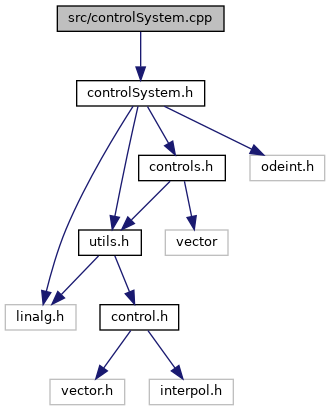 src/controlSystem.cpp
controlSystem.h
controls.h
odeint.h
utils.h
vector
linalg.h
control.h
vector.h
interpol.h